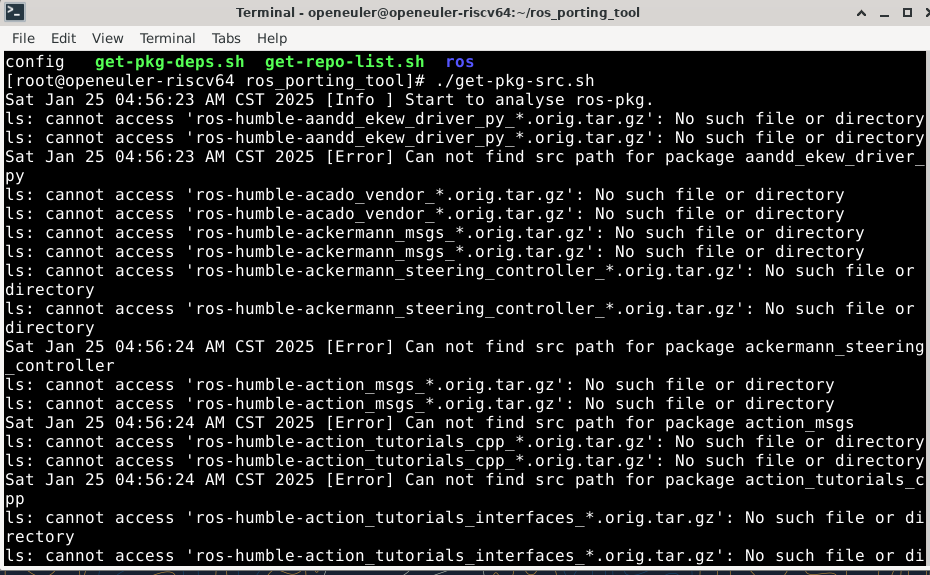 Terminal - openeuler@openeuler-riscv64:~/ros_porting_tool
File Edit View Terminal Tabs Help
config   get-pkg-deps.sh  get-repo-list.sh  ros
[root@openeuler-riscv64 ros_porting_tool]# ./get-pkg-src.sh
Sat Jan 25 04:56:23 AM CST 2025 [Info ] Start to analyse ros-pkg.
ls: cannot access 'ros-humble-aandd_ekew_driver_py_*.orig.tar.gz': No such file or directory
ls: cannot access 'ros-humble-aandd_ekew_driver_py_*.orig.tar.gz': No such file or directory
Sat Jan 25 04:56:23 AM CST 2025 [Error] Can not find src path for package aandd_ekew_driver_
py
ls: cannot access 'ros-humble-acado_vendor_*.orig.tar.gz': No such file or directory
ls: cannot access 'ros-humble-acado_vendor_*.orig.tar.gz': No such file or directory
ls: cannot access 'ros-humble-ackermann_msgs_*.orig.tar.gz': No such file or directory
ls: cannot access 'ros-humble-ackermann_msgs_*.orig.tar.gz': No such file or directory
ls: cannot access 'ros-humble-ackermann_steering_controller_*.orig.tar.gz': No such file or
directory
ls: cannot access 'ros-humble-ackermann_steering_controller_*.orig.tar.gz': No such file or
directory
Sat Jan 25 04:56:24 AM CST 2025 [Error] Can not find src path for package ackermann_steering
_controller
ls: cannot access 'ros-humble-action_msgs_*.orig.tar.gz': No such file or directory
ls: cannot access 'ros-humble-action_msgs_*.orig.tar.gz': No such file or directory
Sat Jan 25 04:56:24 AM CST 2025 [Error] Can not find src path for package action_msgs
ls: cannot access 'ros-humble-action_tutorials_cpp_*.orig.tar.gz': No such file or directory
ls: cannot access 'ros-humble-action_tutorials_cpp_*.orig.tar.gz': No such file or directory
Sat Jan 25 04:56:24 AM CST 2025 [Error] Can not find src path for package action_tutorials_c
pp
ls: cannot access 'ros-humble-action_tutorials_interfaces_*.orig.tar.gz': No such file or di
rectory
ls: cannot access 'ros-humble-action_tutorials_interfaces_*.orig.tar.gz': No such file or di